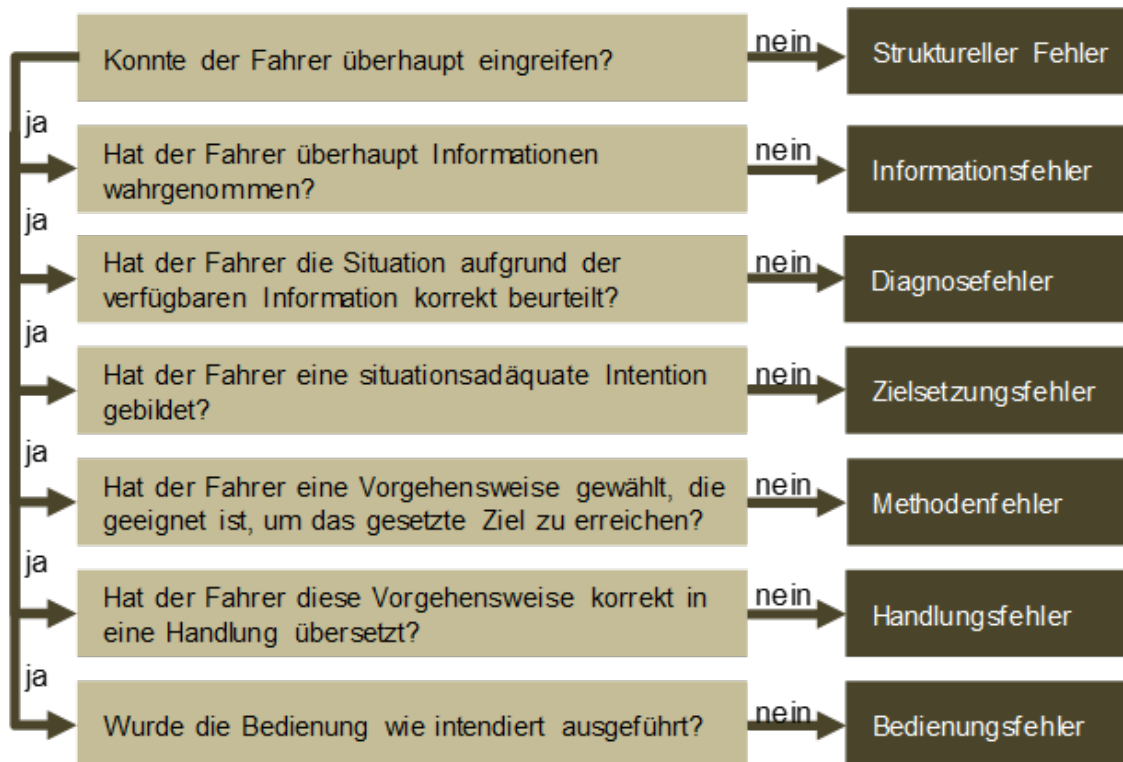 Konnte der Fahrer überhaupt eingreifen?
nein
Struktureller Fehler
ja
Hat der Fahrer überhaupt Informationen
wahrgenommen?
nein
Informationsfehler
ja
Hat der Fahrer die Situation aufgrund der
verfügbaren Information korrekt beurteilt?
nein
Diagnosefehler
ja
Hat der Fahrer eine situationsadäquate Intention
gebildet?
nein
Zielsetzungsfehler
ja
Hat der Fahrer eine Vorgehensweise gewählt, die
geeignet ist, um das gesetzte Ziel zu erreichen?
nein
Methodenfehler
ja
Hat der Fahrer diese Vorgehensweise korrekt in
eine Handlung übersetzt?
nein
Handlungsfehler
ja
Wurde die Bedienung wie intendiert ausgeführt?
nein
Bedienungsfehler